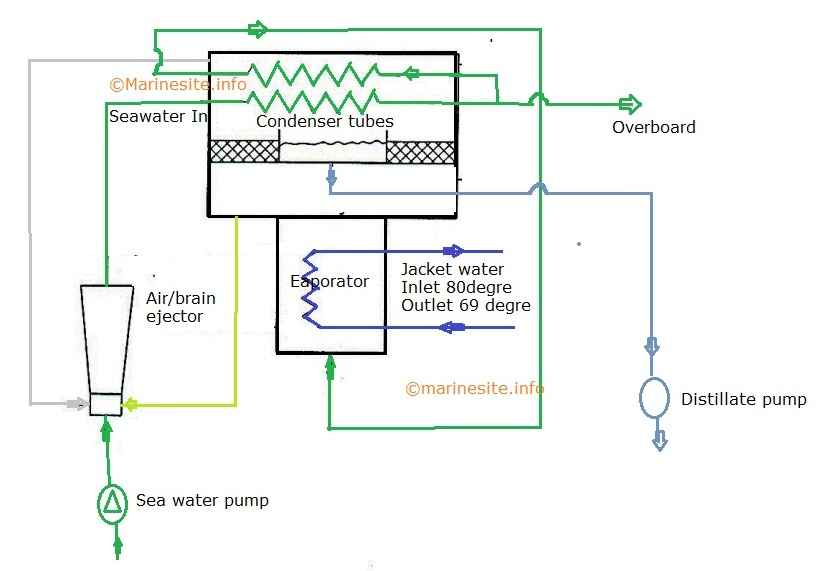 ©Marinesite.info
Seawater In
Condenser tubes
Overboard
Eaporator
Jacket water
Inlet 80degre
Outlet 69 degre
Air/brain
ejector
©marinesite.info
Distillate pump
Sea water pump